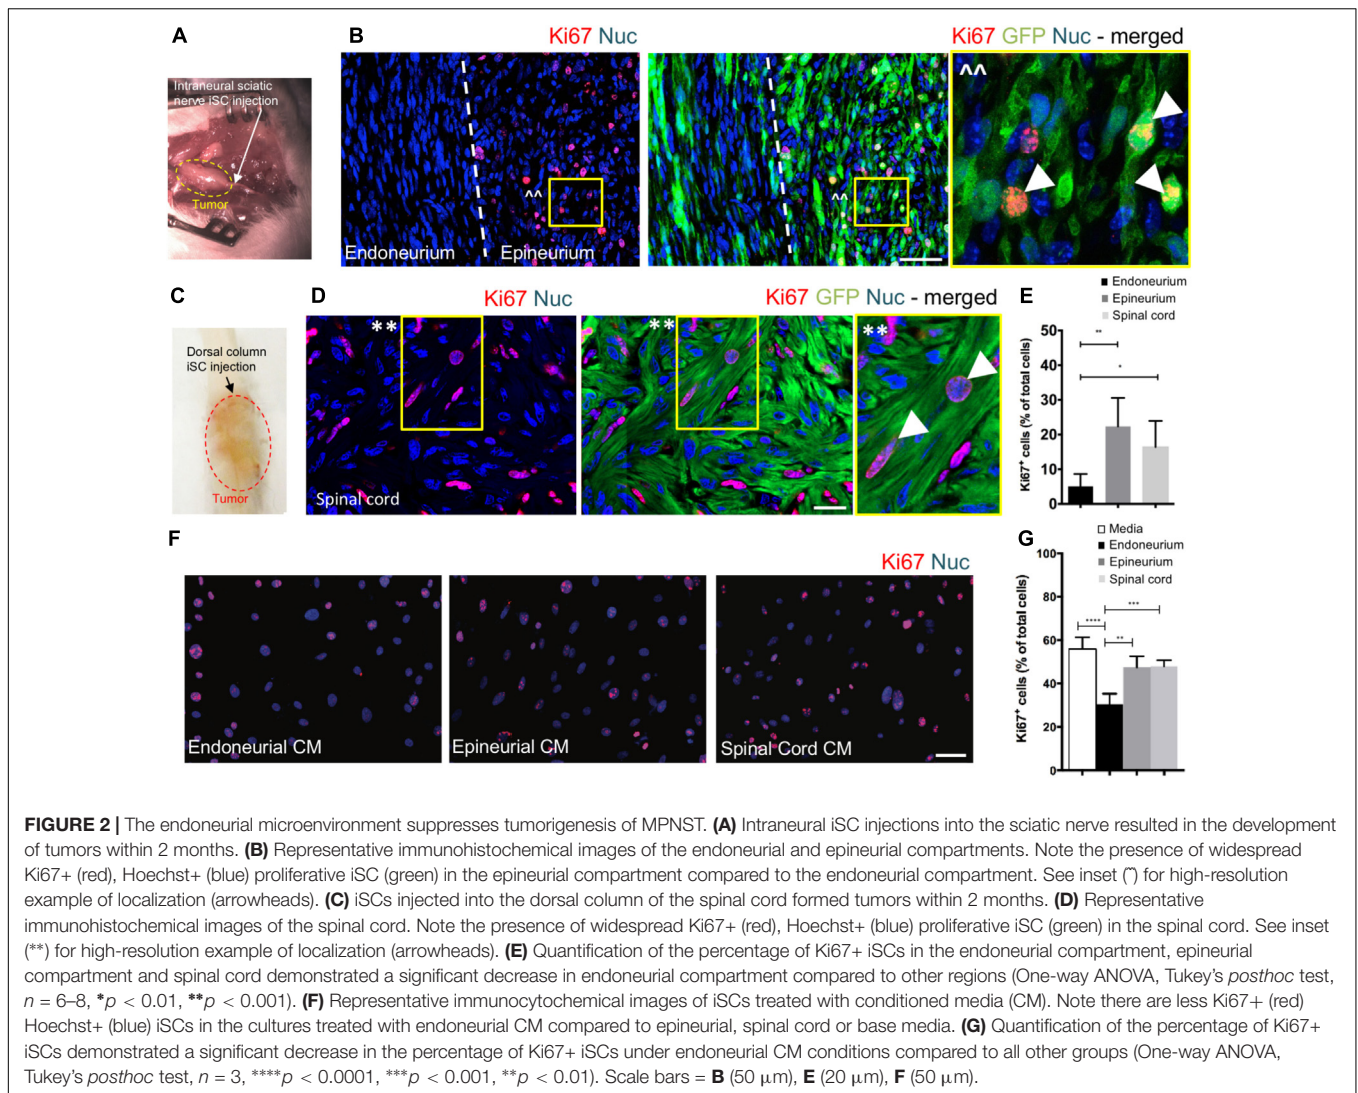 A
Intraneural sciatic
nerve iSC injection
Tumor
B
Ki67 Nuc
Ki67 GFP Nuc - merged
^^
^^
^^
Endoneurium
Epineurium
C
Dorsal column
iSC injection
Tumor
D
Ki67 Nuc
Ki67 GFP Nuc - merged
**
**
**
Spinal cord
E
Endoneurium
Epineurium
Spinal cord
Ki67+ cells (% of total cells)
50
40
30
20
10
0
**
*
F
Ki67 Nuc
Endoneurial CM
Epineurial CM
Spinal Cord CM
G
Media
Endoneurium
Epineurium
Spinal cord
Ki67+ cells (% of total cells)
100
80
60
40
20
0
****
**
***
FIGURE 2 | The endoneurial microenvironment suppresses tumorigenesis of MPNST. (A) Intraneural iSC injections into the sciatic nerve resulted in the development
of tumors within 2 months. (B) Representative immunohistochemical images of the endoneurial and epineurial compartments. Note the presence of widespread
Ki67+ (red), Hoechst+ (blue) proliferative iSC (green) in the epineurial compartment compared to the endoneurial compartment. See inset (^^) for high-resolution
example of localization (arrowheads). (C) iSCs injected into the dorsal column of the spinal cord formed tumors within 2 months. (D) Representative
immunohistochemical images of the spinal cord. Note the presence of widespread Ki67+ (red), Hoechst+ (blue) proliferative iSC (green) in the spinal cord. See inset
(**) for high-resolution example of localization (arrowheads). (E) Quantification of the percentage of Ki67+ iSCs in the endoneurial compartment, epineurial
compartment and spinal cord demonstrated a significant decrease in endoneurial compartment compared to other regions (One-way ANOVA, Tukey's posthoc test,
n = 6–8, *p < 0.01, **p < 0.001). (F) Representative immunocytochemical images of iSCs treated with conditioned media (CM). Note there are less Ki67+ (red)
Hoechst+ (blue) iSCs in the cultures treated with endoneurial CM compared to epineurial, spinal cord or base media. (G) Quantification of the percentage of Ki67+
iSCs demonstrated a significant decrease in the percentage of Ki67+ iSCs under endoneurial CM conditions compared to all other groups (One-way ANOVA,
Tukey's posthoc test, n = 3, ****p < 0.0001, ***p < 0.001, **p < 0.01). Scale bars = B (50 μm), E (20 μm), F (50 μm).